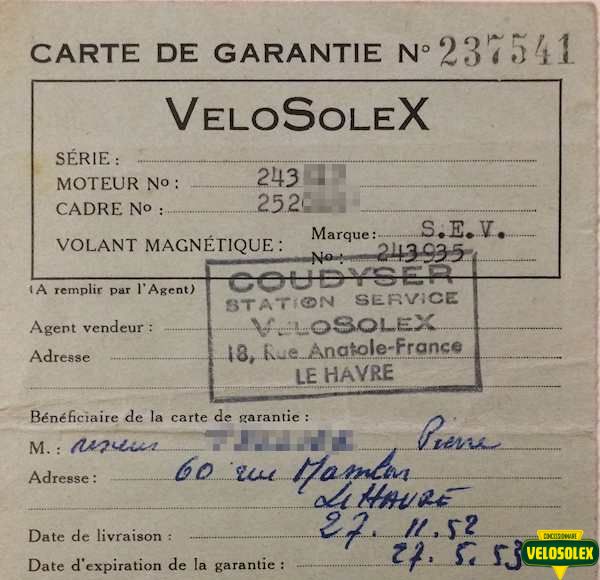 CARTE DE GARANTIE N° 237541
VELOSOLEX
SÉRIE :
MOTEUR No : 243
CADRE No : 252
VOLANT MAGNÉTIQUE : Marque : S.E.V.
No : 243935
(A remplir par l'Agent)
COUDYSER
STATION SERVICE
Agent vendeur : VELOSOLEX
Adresse 18, Rue Anatole-France
LE HAVRE
Bénéficiaire de la carte de garantie :
M. : Pierre
Adresse : 60 rue
LE HAVRE
Date de livraison : 27. 11. 52
Date d'expiration de la garantie : 27. 5. 53
CONCESSIONNAIRE
VELOSOLEX